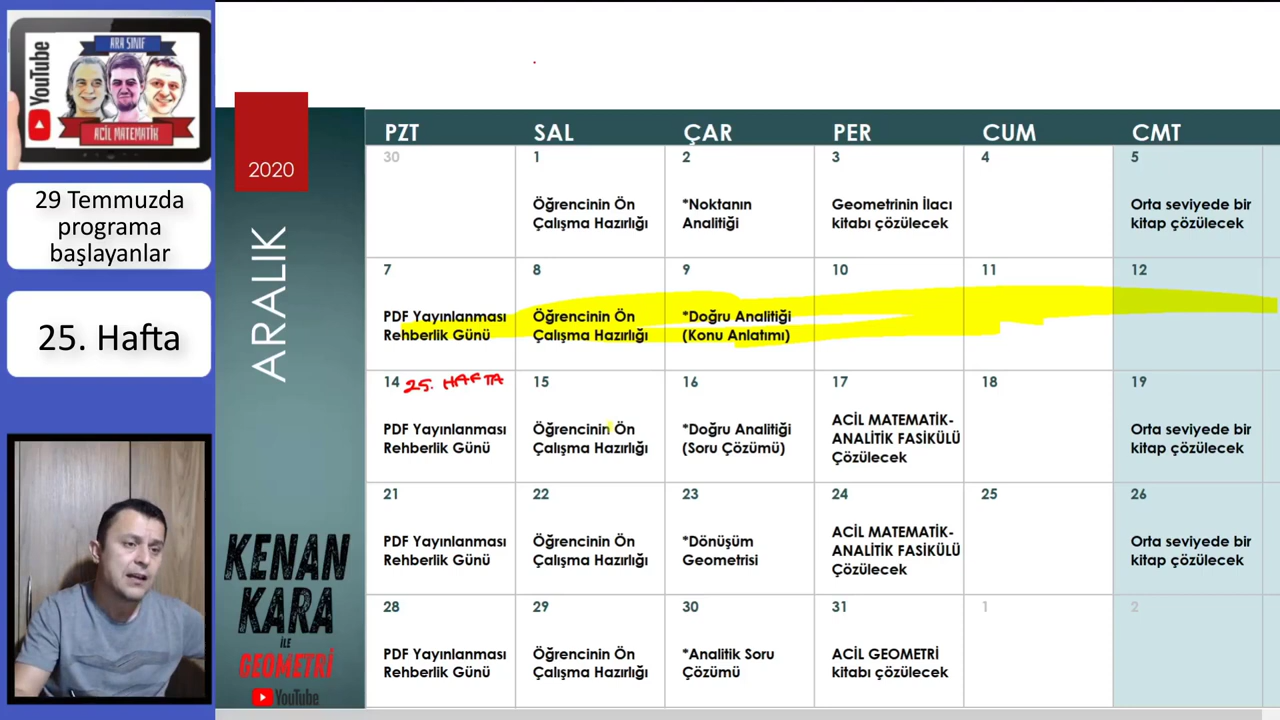 YouTube
ARA SINIF
ACİL MATEMATİK
29 Temmuzda
programa
başlayanlar
25. Hafta
2020
ARALIK
KENAN
KARA
İLE
GEOMETRİ
YouTube
PZT SAL ÇAR PER CUM CMT
30 1 2 3 4 5
Öğrencinin Ön
Çalışma Hazırlığı
*Noktanın
Analitiği
Geometrinin İlacı
kitabı çözülecek
Orta seviyede bir
kitap çözülecek
7 8 9 10 11 12
PDF Yayınlanması
Rehberlik Günü
Öğrencinin Ön
Çalışma Hazırlığı
*Doğru Analitiği
(Konu Anlatımı)
14 25. HAFTA 15 16 17 18 19
PDF Yayınlanması
Rehberlik Günü
Öğrencinin Ön
Çalışma Hazırlığı
*Doğru Analitiği
(Soru Çözümü)
ACİL MATEMATİK-
ANALİTİK FASİKÜLÜ
Çözülecek
Orta seviyede bir
kitap çözülecek
21 22 23 24 25 26
PDF Yayınlanması
Rehberlik Günü
Öğrencinin Ön
Çalışma Hazırlığı
*Dönüşüm
Geometrisi
ACİL MATEMATİK-
ANALİTİK FASİKÜLÜ
Çözülecek
Orta seviyede bir
kitap çözülecek
28 29 30 31 1 2
PDF Yayınlanması
Rehberlik Günü
Öğrencinin Ön
Çalışma Hazırlığı
*Analitik Soru
Çözümü
ACİL GEOMETRİ
kitabı çözülecek